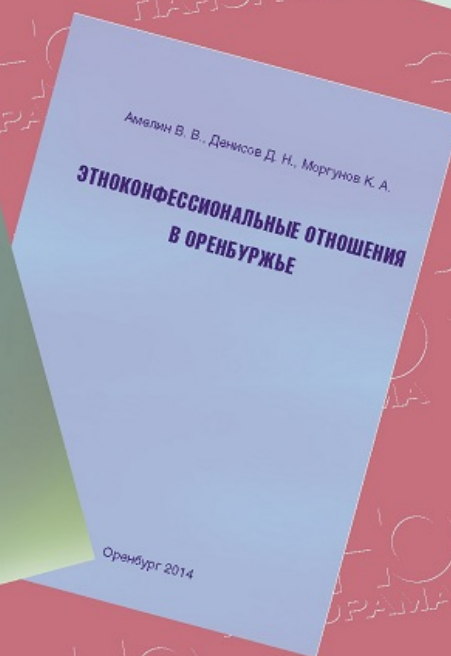 Амелин В. В., Денисов Д. Н., Моргунов К. А.
ЭТНОКОНФЕССИОНАЛЬНЫЕ ОТНОШЕНИЯ
В ОРЕНБУРЖЬЕ
Оренбург 2014